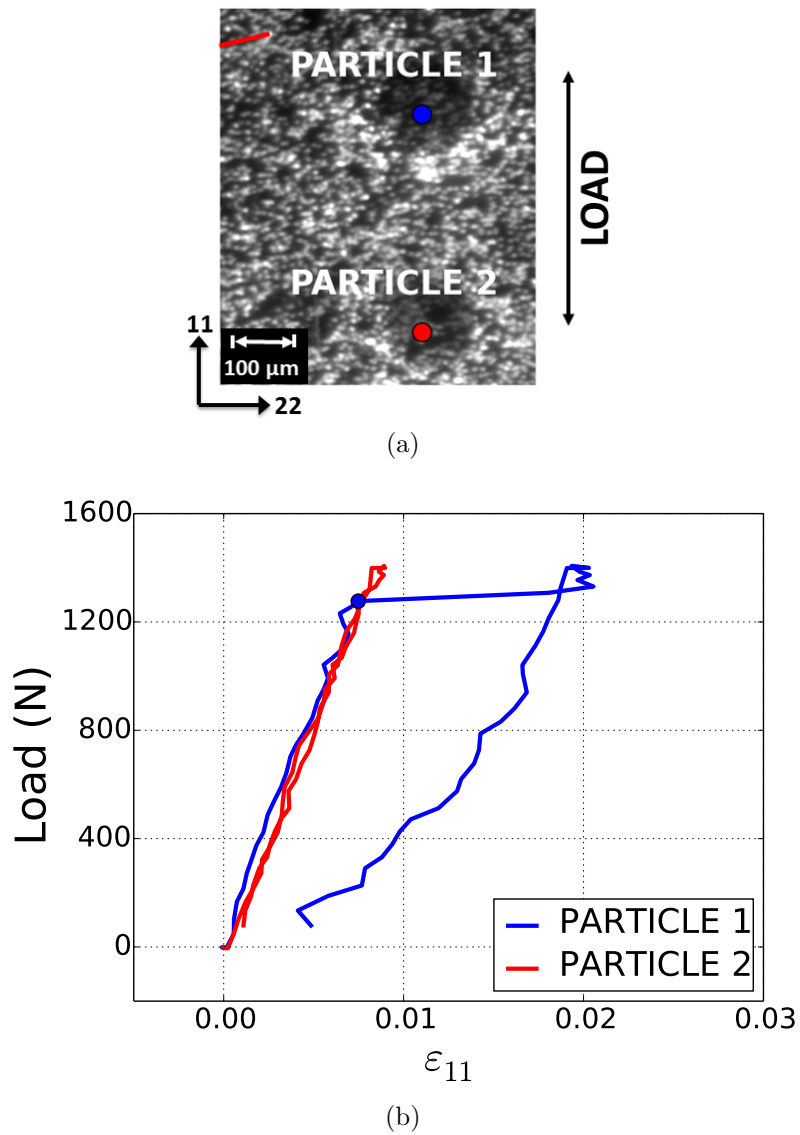 PARTICLE 1
LOAD
PARTICLE 2
11
100 µm
22
(a)
1600
1200
800
400
0
Load (N)
PARTICLE 1
PARTICLE 2
0.00 0.01 0.02 0.03
ε11
(b)